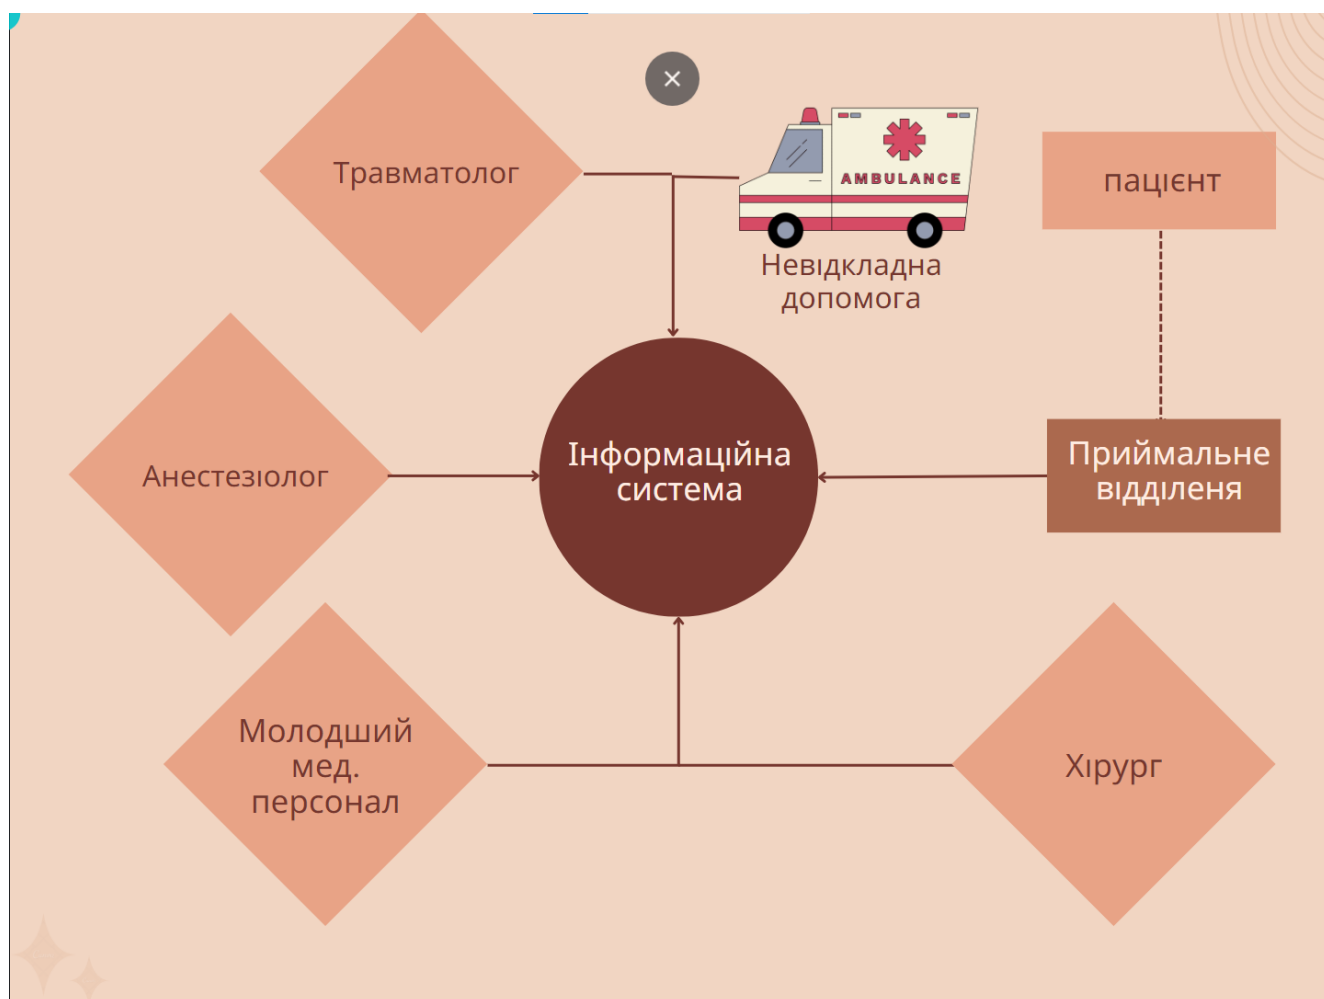 Травматолог
AMBULANCE
Невідкладна
допомога
пацієнт
Анестезіолог
Інформаційна
система
Приймальне
відділеня
Молодший
мед.
персонал
Хірург